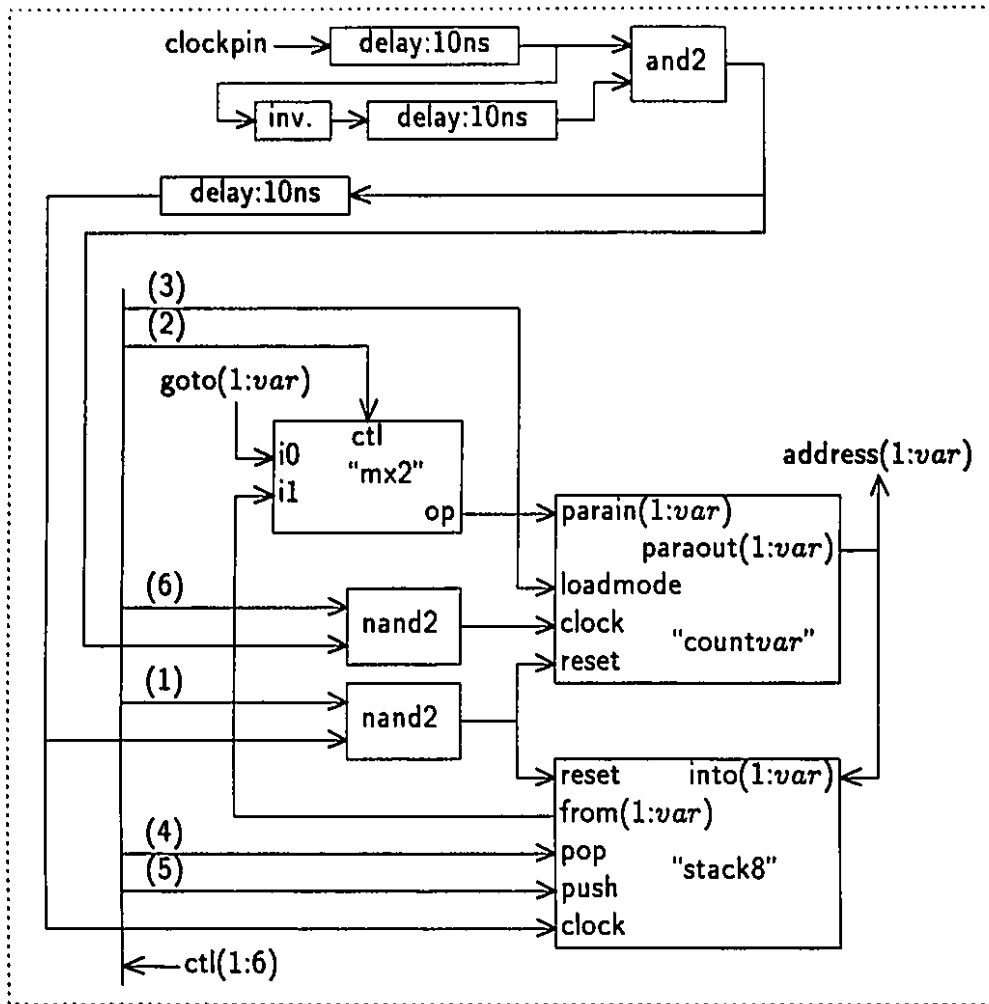 clockpin
delay:10ns
and2
inv.
delay:10ns
delay:10ns
(3)
(2)
goto(1:var)
ctl
i0
"mx2"
i1
op
address(1:var)
parain(1:var)
paraout(1:var)
loadmode
(6)
nand2
clock
"countvar"
reset
(1)
nand2
reset into(1:var)
from(1:var)
(4)
pop
"stack8"
(5)
push
clock
ctl(1:6)